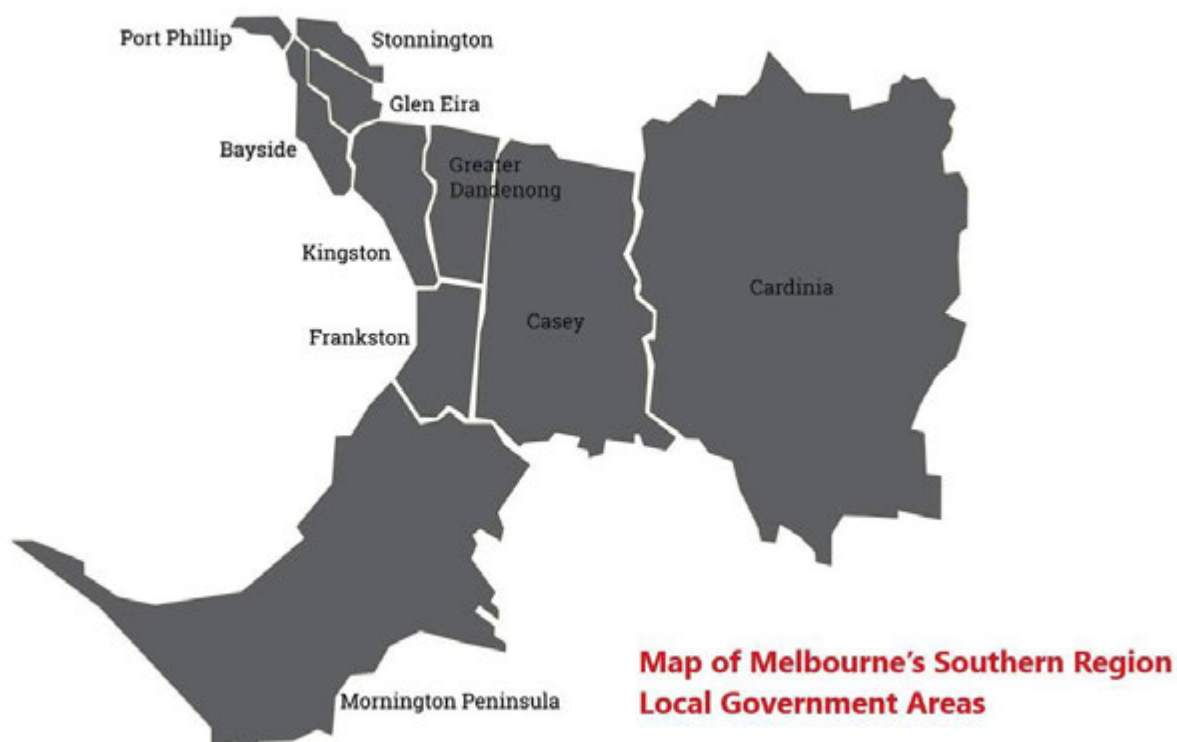 Port Phillip
Stonnington
Glen Eira
Bayside
Greater
Dandenong
Kingston
Cardinia
Casey
Frankston
Map of Melbourne's Southern Region
Local Government Areas
Mornington Peninsula